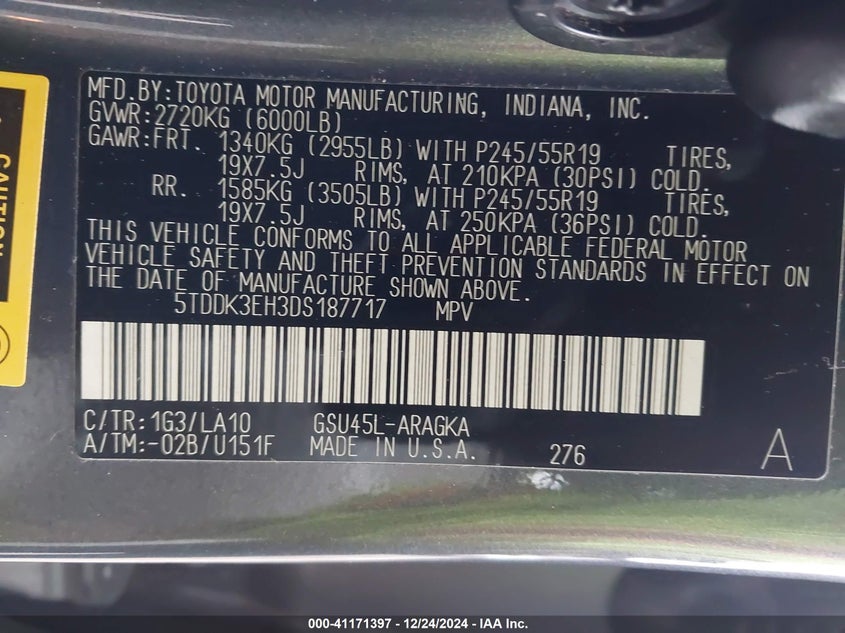 MFD.BY:TOYOTA MOTOR MANUFACTURING, INDIANA, INC.
GVWR:2720KG (6000LB)
GAWR:FRT. 1340KG (2955LB) WITH P245/55R19 TIRES,
19X7.5J RIMS, AT 210KPA (30PSI) COLD.
RR. 1585KG (3505LB) WITH P245/55R19 TIRES,
19X7.5J RIMS, AT 250KPA (36PSI) COLD.
THIS VEHICLE CONFORMS TO ALL APPLICABLE FEDERAL MOTOR
VEHICLE SAFETY AND THEFT PREVENTION STANDARDS IN EFFECT ON
THE DATE OF MANUFACTURE SHOWN ABOVE.
5TDDK3EH3DS187717 MPV
C/TR:1G3/LA10 GSU45L-ARAGKA
A/TM:-02B/U151F MADE IN U.S.A. 276 A
CAUTION
000-41171397 - 12/24/2024 - IAA Inc.